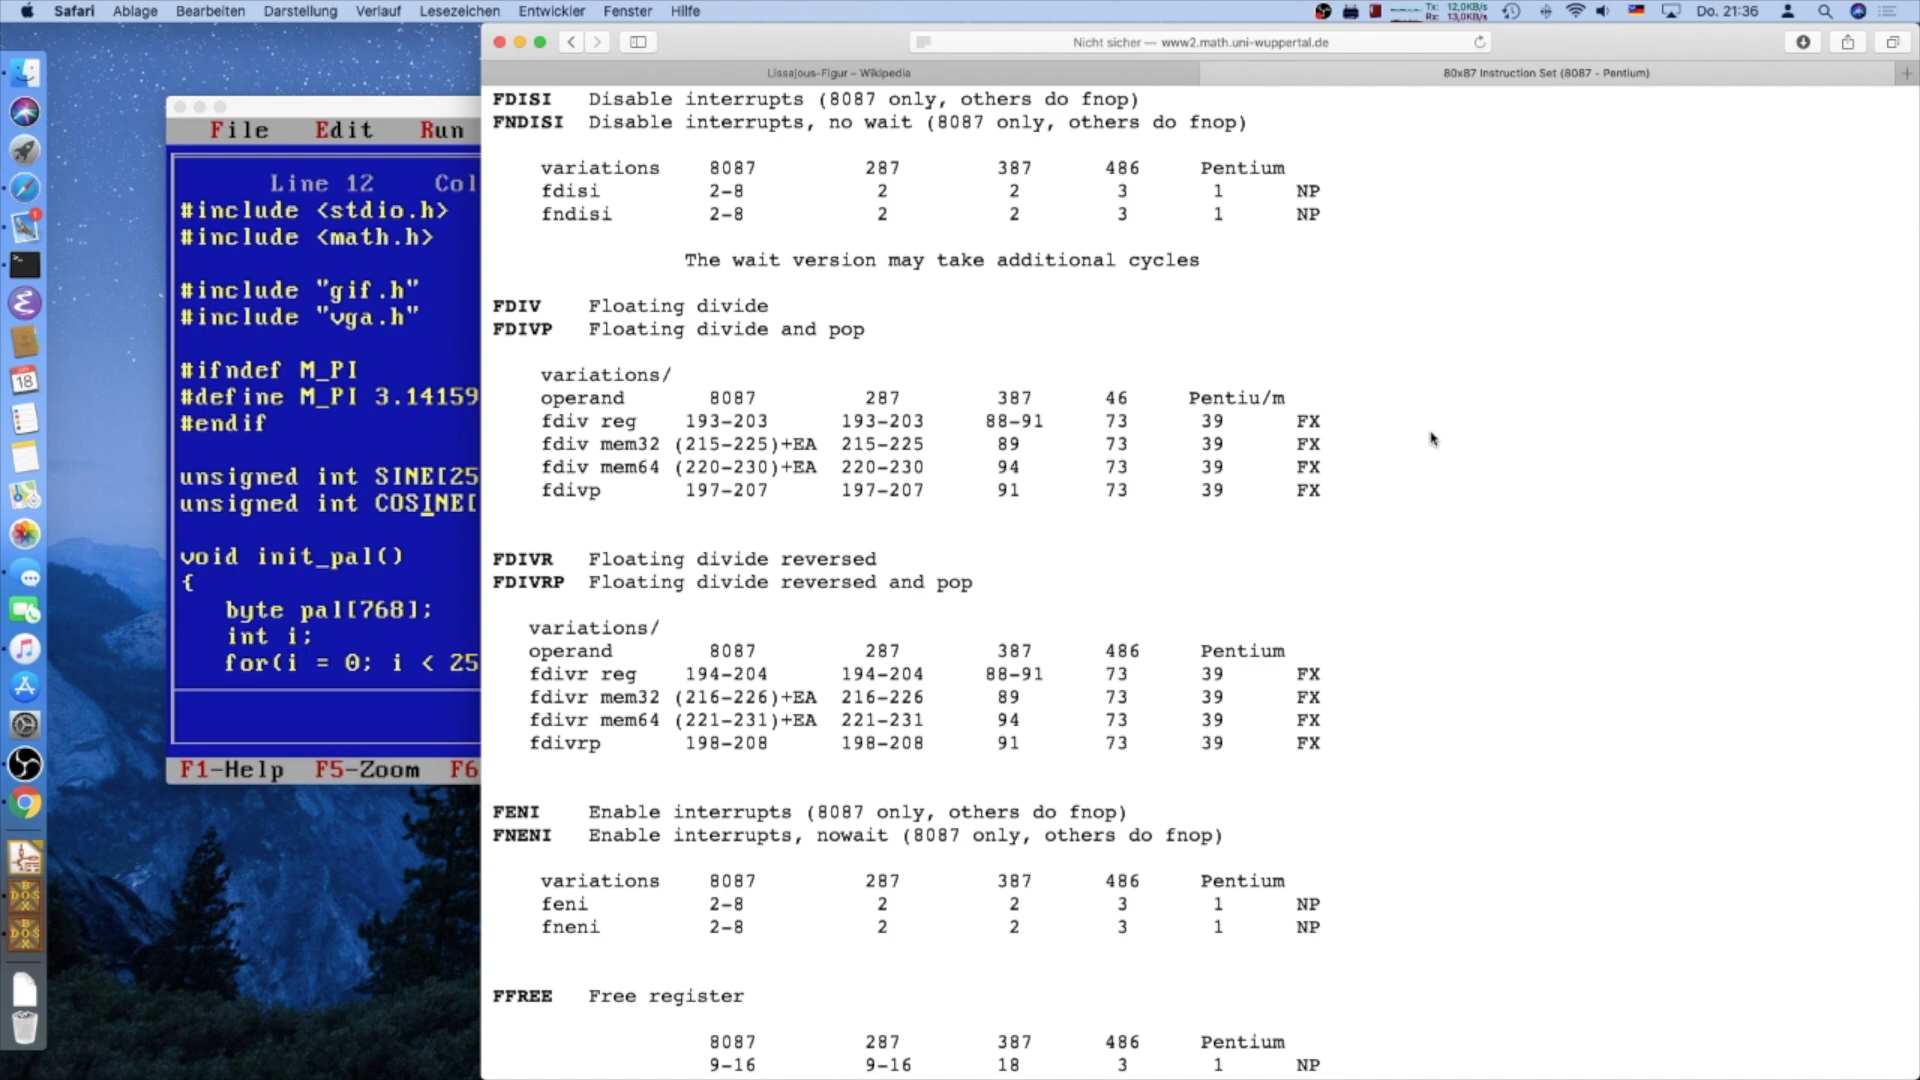 Safari Ablage Bearbeiten Darstellung Verlauf Lesezeichen Entwickler Fenster Hilfe Tx: 12,0KB/s Rx: 13,0KB/s Do. 21:36
Nicht sicher — www2.math.uni-wuppertal.de
Lissajous-Figur – Wikipedia 80x87 Instruction Set (8087 - Pentium)
File Edit Run
Line 12 Col
#include <stdio.h>
#include <math.h>
#include "gif.h"
#include "vga.h"
#ifndef M_PI
#define M_PI 3.14159
#endif
unsigned int SINE[25
unsigned int COSINE[
void init_pal()
{
byte pal[768];
int i;
for(i = 0; i < 25
F1-Help F5-Zoom F6
FDISI Disable interrupts (8087 only, others do fnop)
FNDISI Disable interrupts, no wait (8087 only, others do fnop)
variations 8087 287 387 486 Pentium
fdisi 2-8 2 2 3 1 NP
fndisi 2-8 2 2 3 1 NP
The wait version may take additional cycles
FDIV Floating divide
FDIVP Floating divide and pop
variations/
operand 8087 287 387 46 Pentiu/m
fdiv reg 193-203 193-203 88-91 73 39 FX
fdiv mem32 (215-225)+EA 215-225 89 73 39 FX
fdiv mem64 (220-230)+EA 220-230 94 73 39 FX
fdivp 197-207 197-207 91 73 39 FX
FDIVR Floating divide reversed
FDIVRP Floating divide reversed and pop
variations/
operand 8087 287 387 486 Pentium
fdivr reg 194-204 194-204 88-91 73 39 FX
fdivr mem32 (216-226)+EA 216-226 89 73 39 FX
fdivr mem64 (221-231)+EA 221-231 94 73 39 FX
fdivrp 198-208 198-208 91 73 39 FX
FENI Enable interrupts (8087 only, others do fnop)
FNENI Enable interrupts, nowait (8087 only, others do fnop)
variations 8087 287 387 486 Pentium
feni 2-8 2 2 3 1 NP
fneni 2-8 2 2 3 1 NP
FFREE Free register
8087 287 387 486 Pentium
9-16 9-16 18 3 1 NP
18